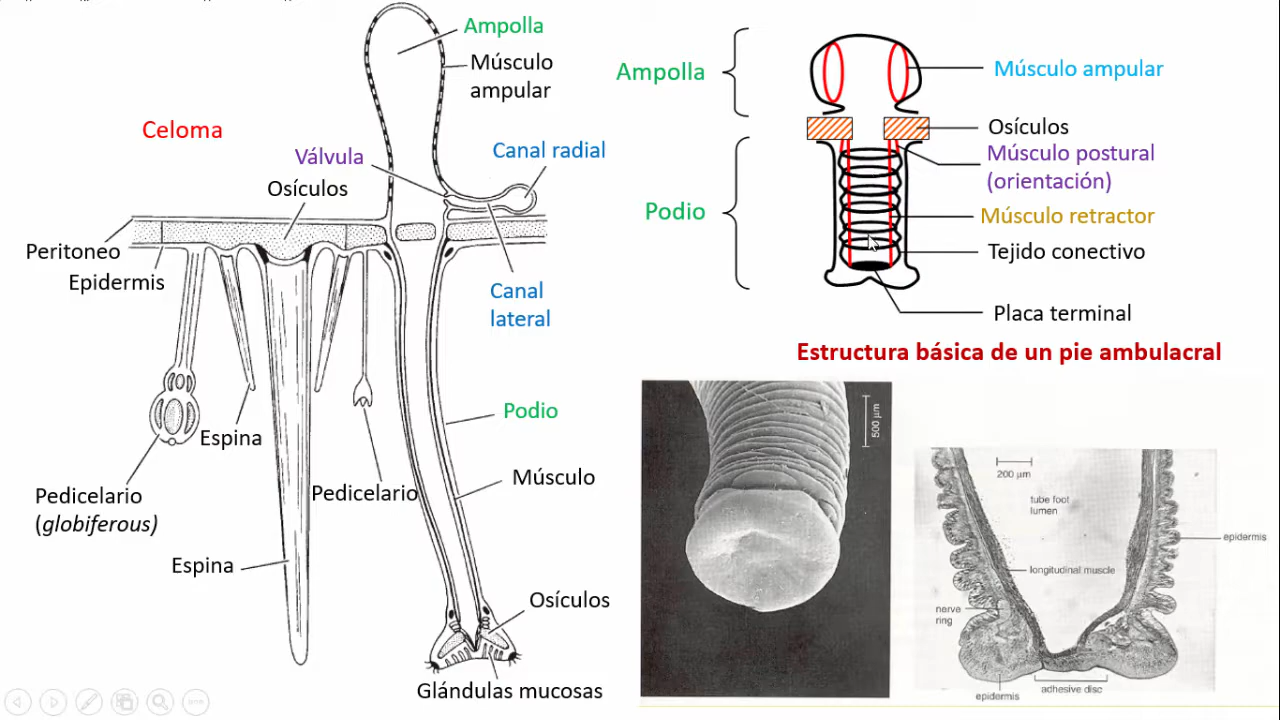 Ampolla
Músculo
ampular
Celoma
Válvula
Canal radial
Osículos
Peritoneo
Epidermis
Canal
lateral
Podio
Espina
Pedicelario
Músculo
Pedicelario
(globiferous)
Espina
Osículos
Glándulas mucosas
Ampolla
Músculo ampular
Osículos
Músculo postural
(orientación)
Podio
Músculo retractor
Tejido conectivo
Placa terminal
Estructura básica de un pie ambulacral
500 µm
200 µm
tube foot
lumen
epidermis
longitudinal muscle
nerve
ring
adhesive disc
epidermis